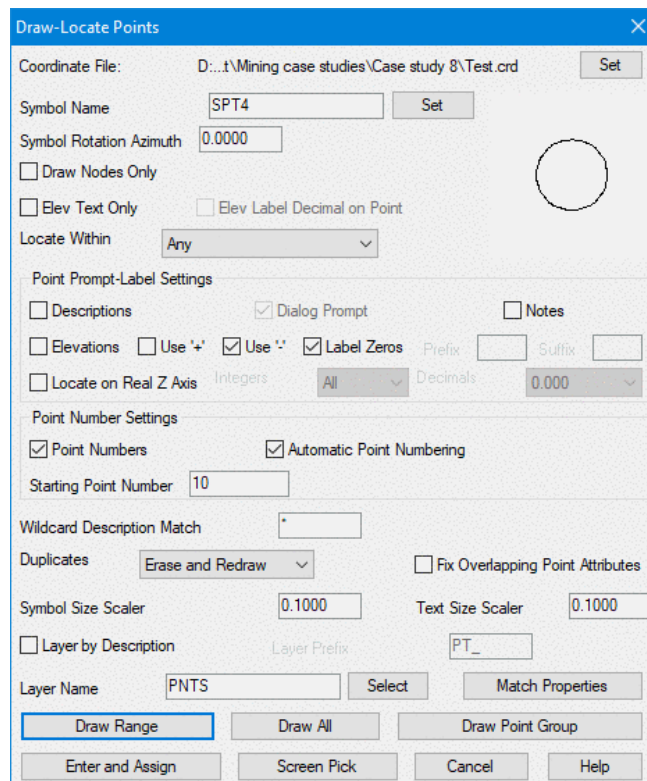 Draw-Locate Points
Coordinate File: D:...t\Mining case studies\Case study 8\Test.crd Set
Symbol Name SPT4 Set
Symbol Rotation Azimuth 0.0000
Draw Nodes Only
Elev Text Only Elev Label Decimal on Point
Locate Within Any
Point Prompt-Label Settings
Descriptions Dialog Prompt Notes
Elevations Use '+' Use '-' Label Zeros Prefix Suffix
Locate on Real Z Axis Integers All Decimals 0.000
Point Number Settings
Point Numbers Automatic Point Numbering
Starting Point Number 10
Wildcard Description Match *
Duplicates Erase and Redraw Fix Overlapping Point Attributes
Symbol Size Scaler 0.1000 Text Size Scaler 0.1000
Layer by Description Layer Prefix PT_
Layer Name PNTS Select Match Properties
Draw Range Draw All Draw Point Group
Enter and Assign Screen Pick Cancel Help